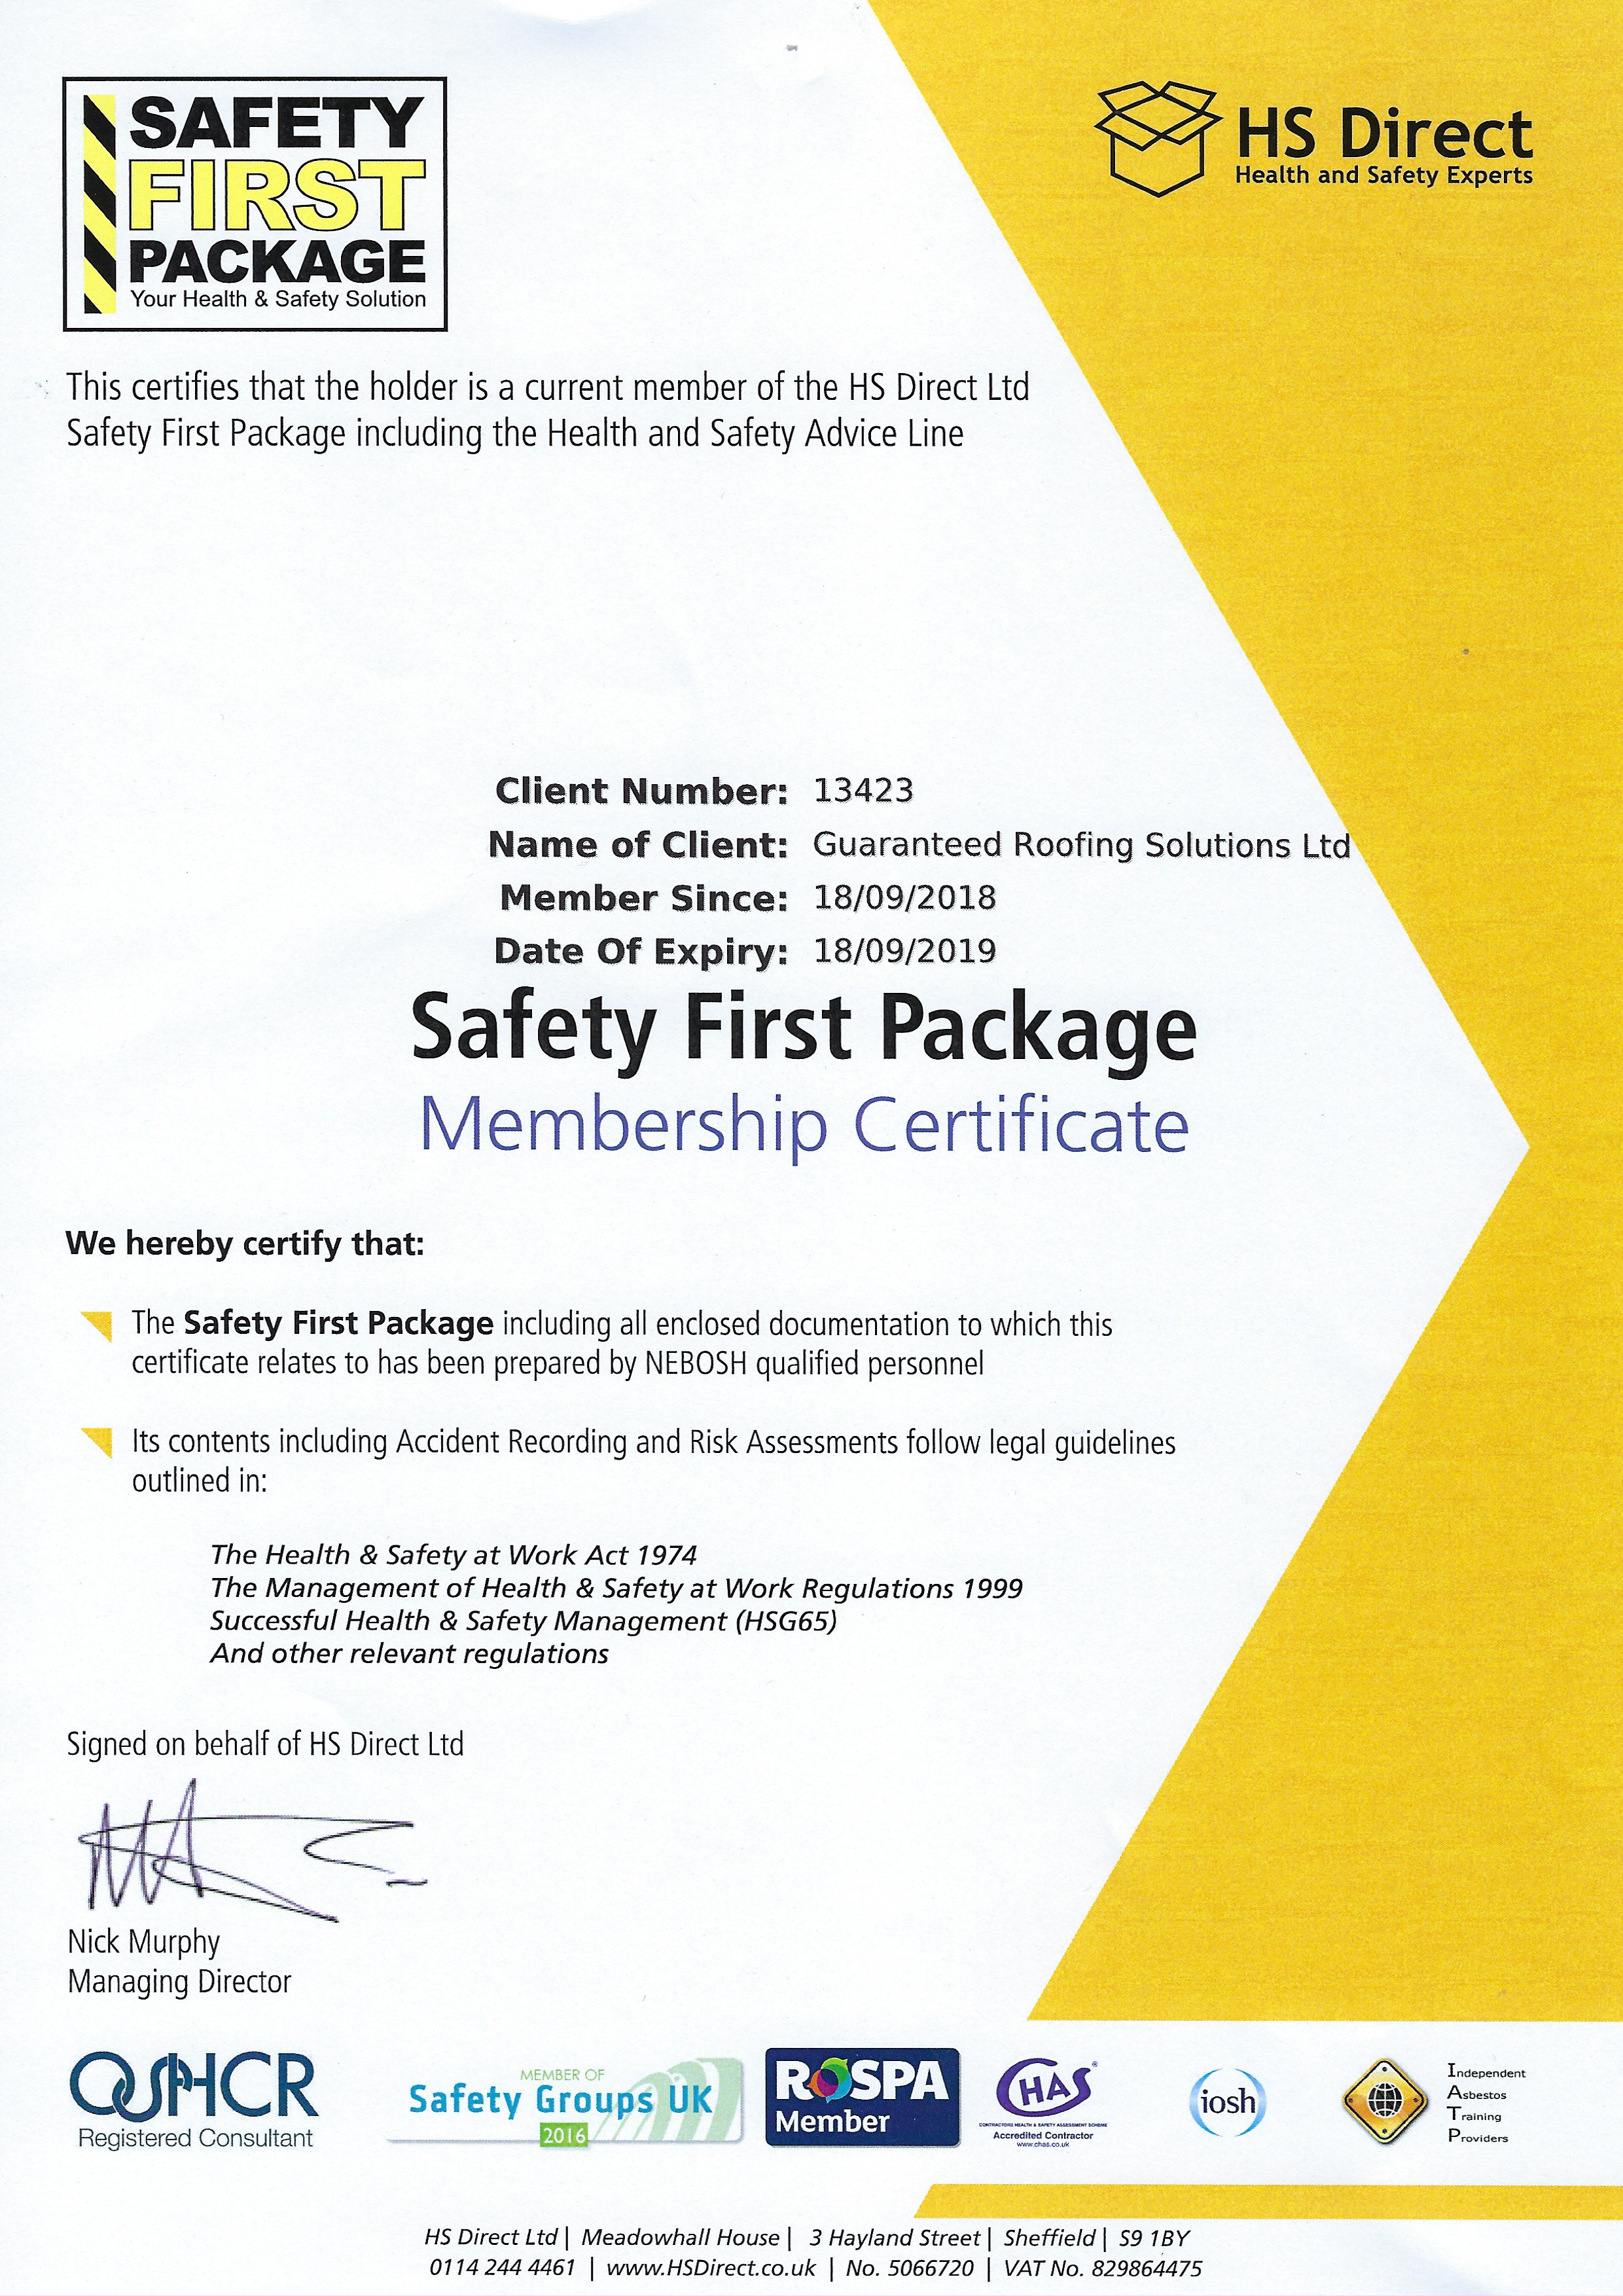 SAFETY
FIRST
PACKAGE
Your Health & Safety Solution
HS Direct
Health and Safety Experts
This certifies that the holder is a current member of the HS Direct Ltd
Safety First Package including the Health and Safety Advice Line
Client Number: 13423
Name of Client: Guaranteed Roofing Solutions Ltd
Member Since: 18/09/2018
Date Of Expiry: 18/09/2019
Safety First Package
Membership Certificate
We hereby certify that:
The Safety First Package including all enclosed documentation to which this
certificate relates to has been prepared by NEBOSH qualified personnel
Its contents including Accident Recording and Risk Assessments follow legal guidelines
outlined in:
The Health & Safety at Work Act 1974
The Management of Health & Safety at Work Regulations 1999
Successful Health & Safety Management (HSG65)
And other relevant regulations
Signed on behalf of HS Direct Ltd
Nick Murphy
Managing Director
OSHCR
Registered Consultant
MEMBER OF
Safety Groups UK
2016
RoSPA
Member
CHAS®
CONTRACTORS HEALTH & SAFETY ASSESSMENT SCHEME
Accredited Contractor
www.chas.co.uk
iosh
Independent
Asbestos
Training
Providers
HS Direct Ltd | Meadowhall House | 3 Hayland Street | Sheffield | S9 1BY
0114 244 4461 | www.HSDirect.co.uk | No. 5066720 | VAT No. 829864475